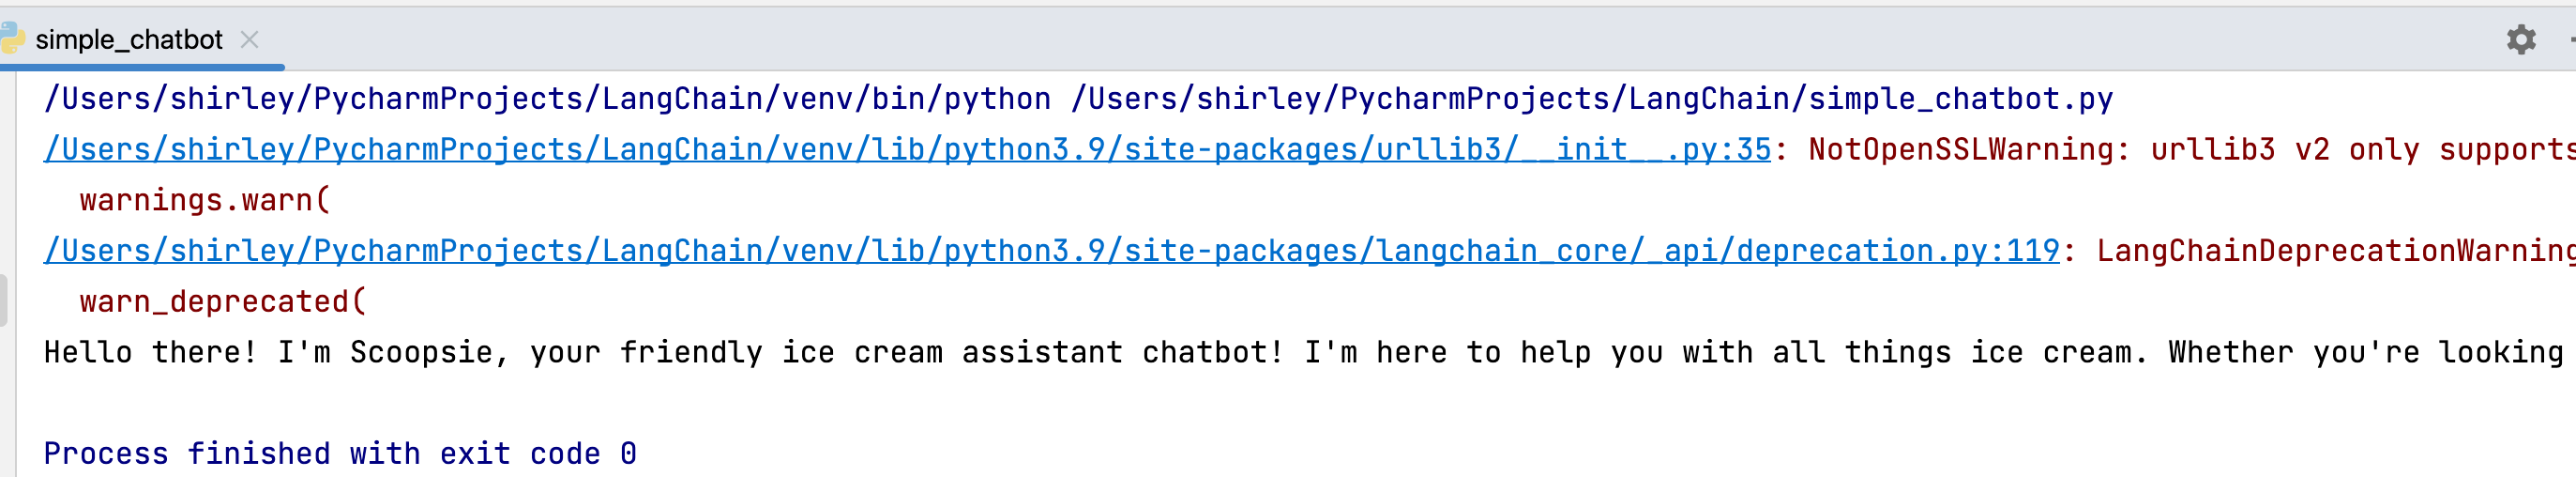 simple_chatbot
/Users/shirley/PycharmProjects/LangChain/venv/bin/python /Users/shirley/PycharmProjects/LangChain/simple_chatbot.py
/Users/shirley/PycharmProjects/LangChain/venv/lib/python3.9/site-packages/urllib3/__init__.py:35: NotOpenSSLWarning: urllib3 v2 only supports
  warnings.warn(
/Users/shirley/PycharmProjects/LangChain/venv/lib/python3.9/site-packages/langchain_core/_api/deprecation.py:119: LangChainDeprecationWarning
  warn_deprecated(
Hello there! I'm Scoopsie, your friendly ice cream assistant chatbot! I'm here to help you with all things ice cream. Whether you're looking
Process finished with exit code 0